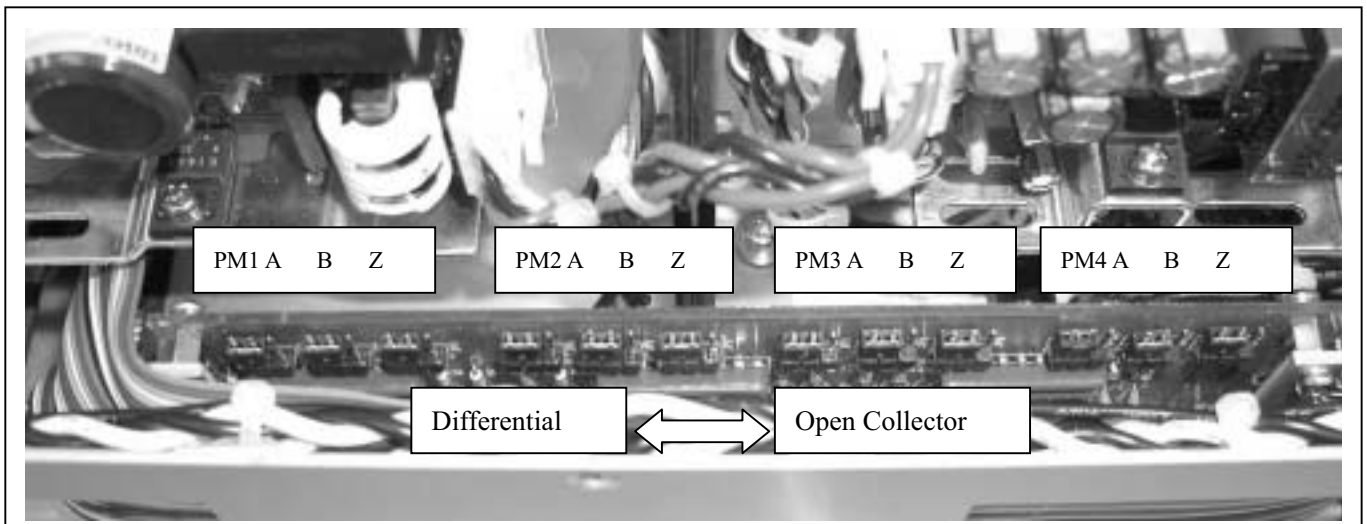 PM1 A B Z
PM2 A B Z
PM3 A B Z
PM4 A B Z
Differential
Open Collector